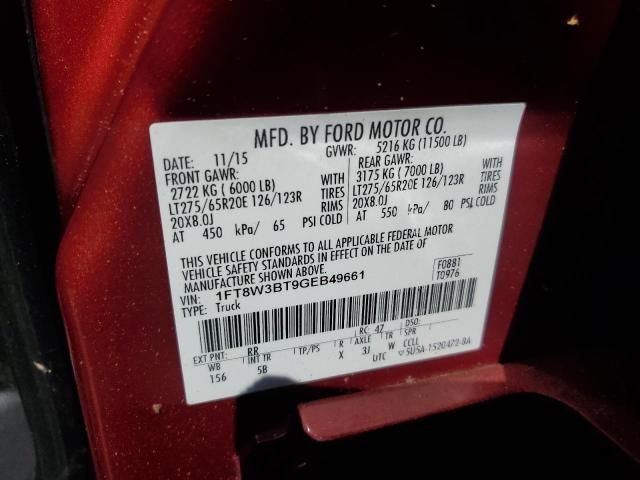 MFD. BY FORD MOTOR CO.
DATE: 11/15 GVWR: 5216 KG (11500 LB)
FRONT GAWR: REAR GAWR:
2722 KG ( 6000 LB) WITH 3175 KG ( 7000 LB) WITH
LT275/65R20E 126/123R TIRES LT275/65R20E 126/123R TIRES
20X8.0J RIMS 20X8.0J RIMS
AT 450 kPa/ 65 PSI COLD AT 550 kPa/ 80 PSI COLD
THIS VEHICLE CONFORMS TO ALL APPLICABLE FEDERAL MOTOR
VEHICLE SAFETY STANDARDS IN EFFECT ON THE DATE OF
MANUFACTURE SHOWN ABOVE.
VIN: 1FT8W3BT9GEB49661 F0881
TYPE: Truck T0976
EXT PNT: RR RC: 47 DSO:
WB INT TR TP/PS R AXLE TR SPR
156 5B X 3J W CCLL
UTC 5U5A-1520472-BA